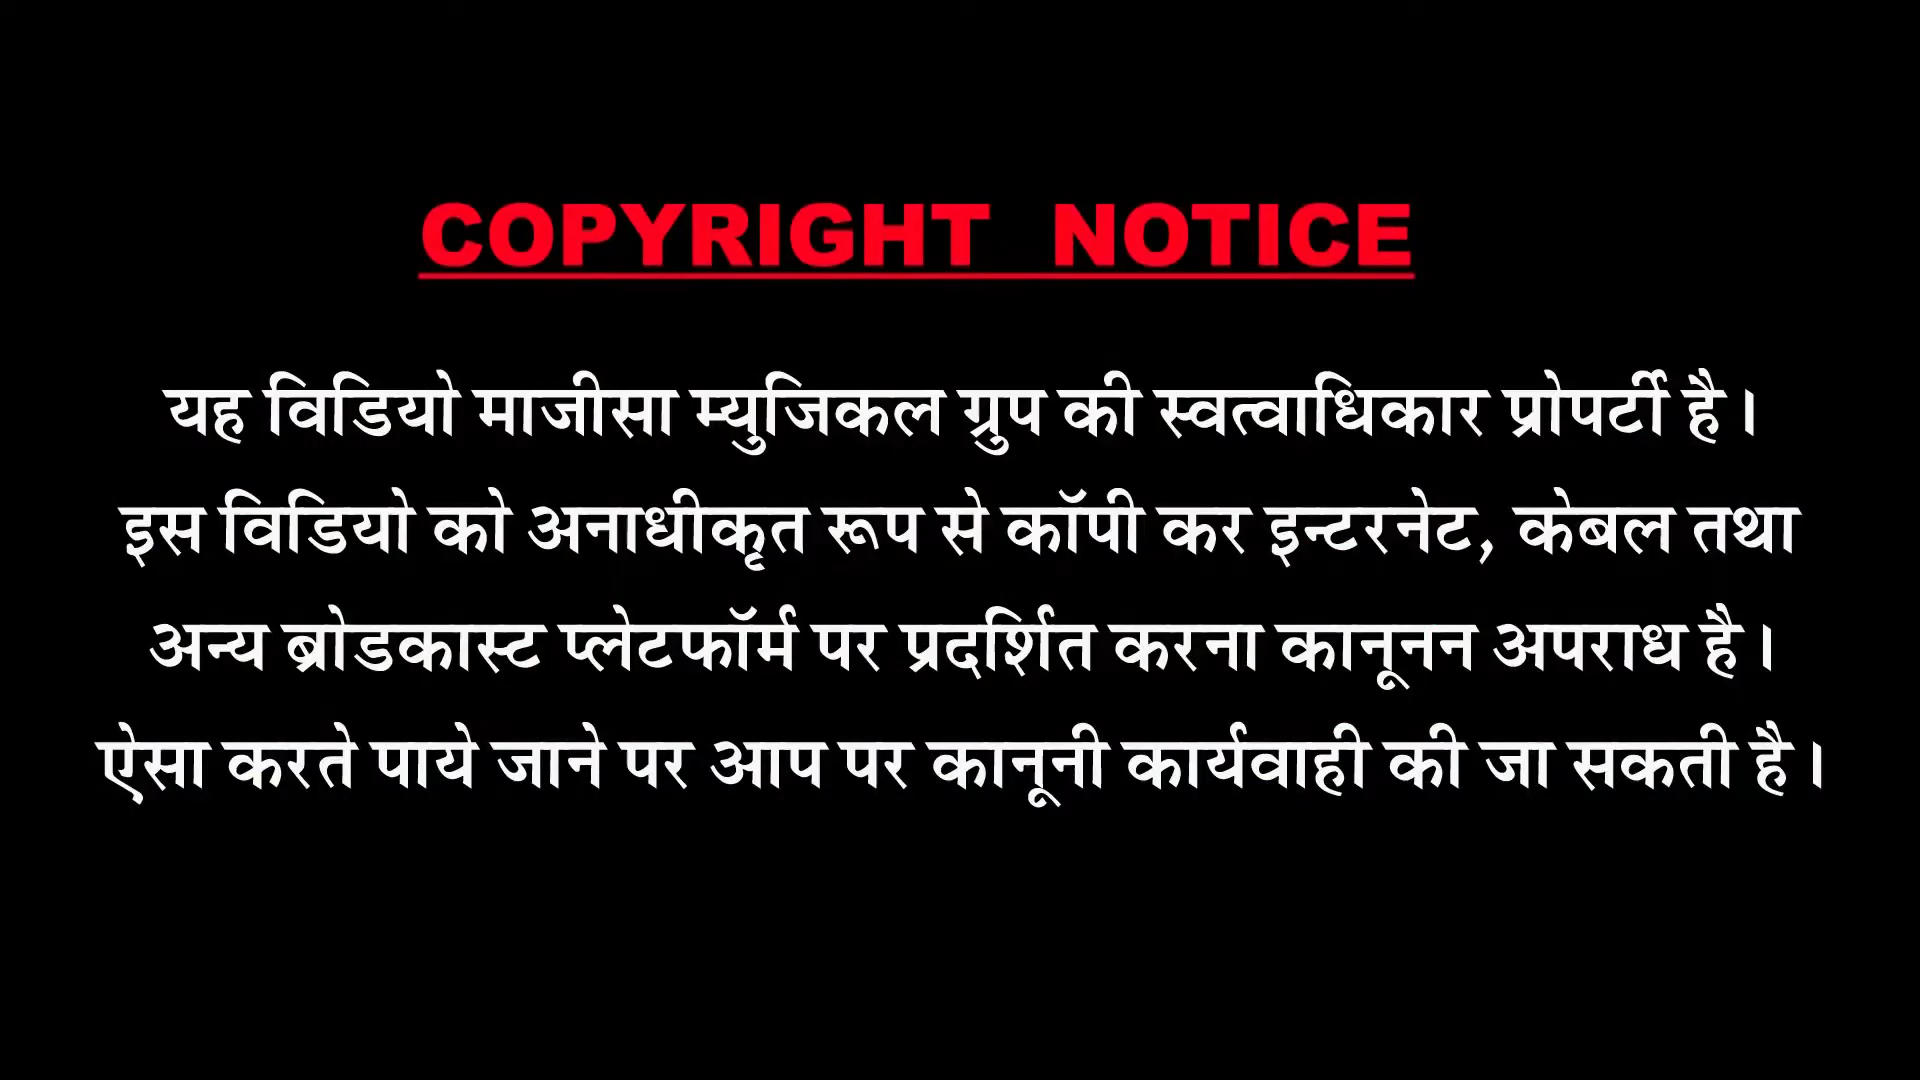 COPYRIGHT NOTICE
यह विडियो माजीसा म्युजिकल ग्रुप की स्वत्वाधिकार प्रोपर्टी है।
इस विडियो को अनाधीकृत रूप से कॉपी कर इन्टरनेट, केबल तथा
अन्य ब्रोडकास्ट प्लेटफॉर्म पर प्रदर्शित करना कानूनन अपराध है।
ऐसा करते पाये जाने पर आप पर कानूनी कार्यवाही की जा सकती है।